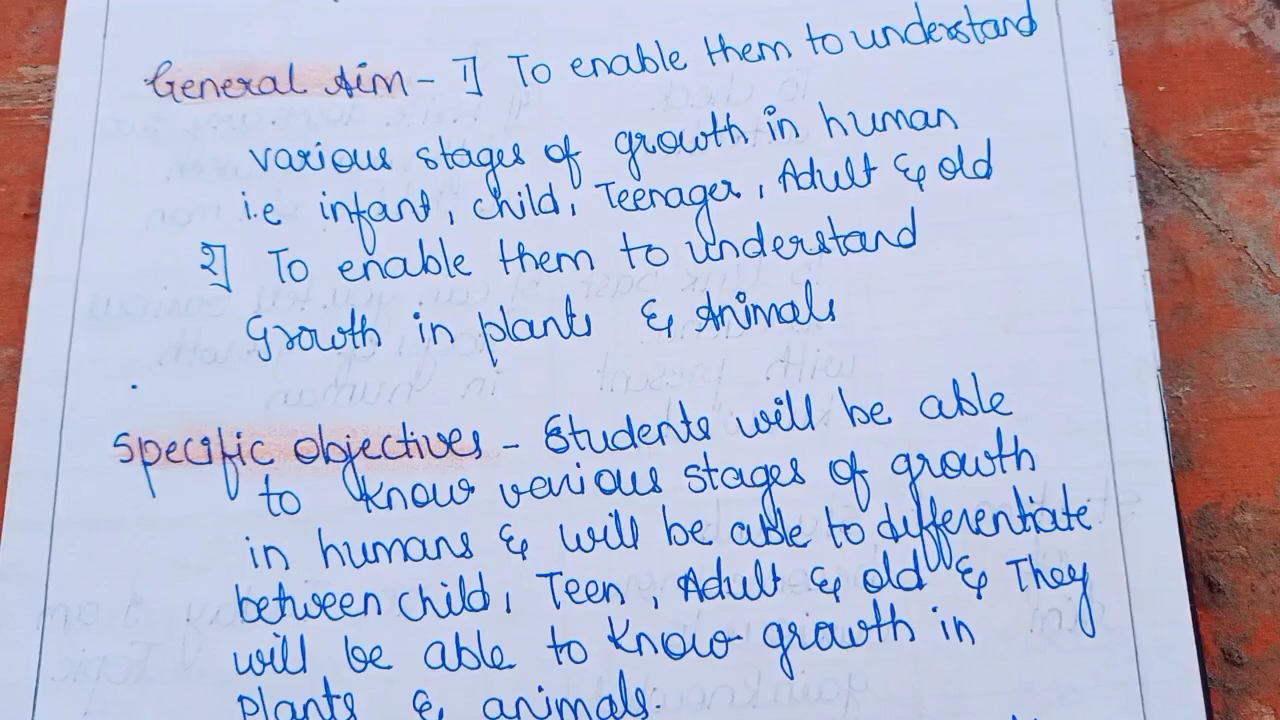 General Aim - 1] To enable them to understand
various stages of growth in human
i.e infant, child, Teenager, Adult & old
2] To enable them to understand
Growth in plants & Animals
Specific Objectives - Students will be able
to know verious stages of growth
in humans & will be able to differentiate
between child, Teen, Adult & old & They
will be able to know growth in
plants & animals.